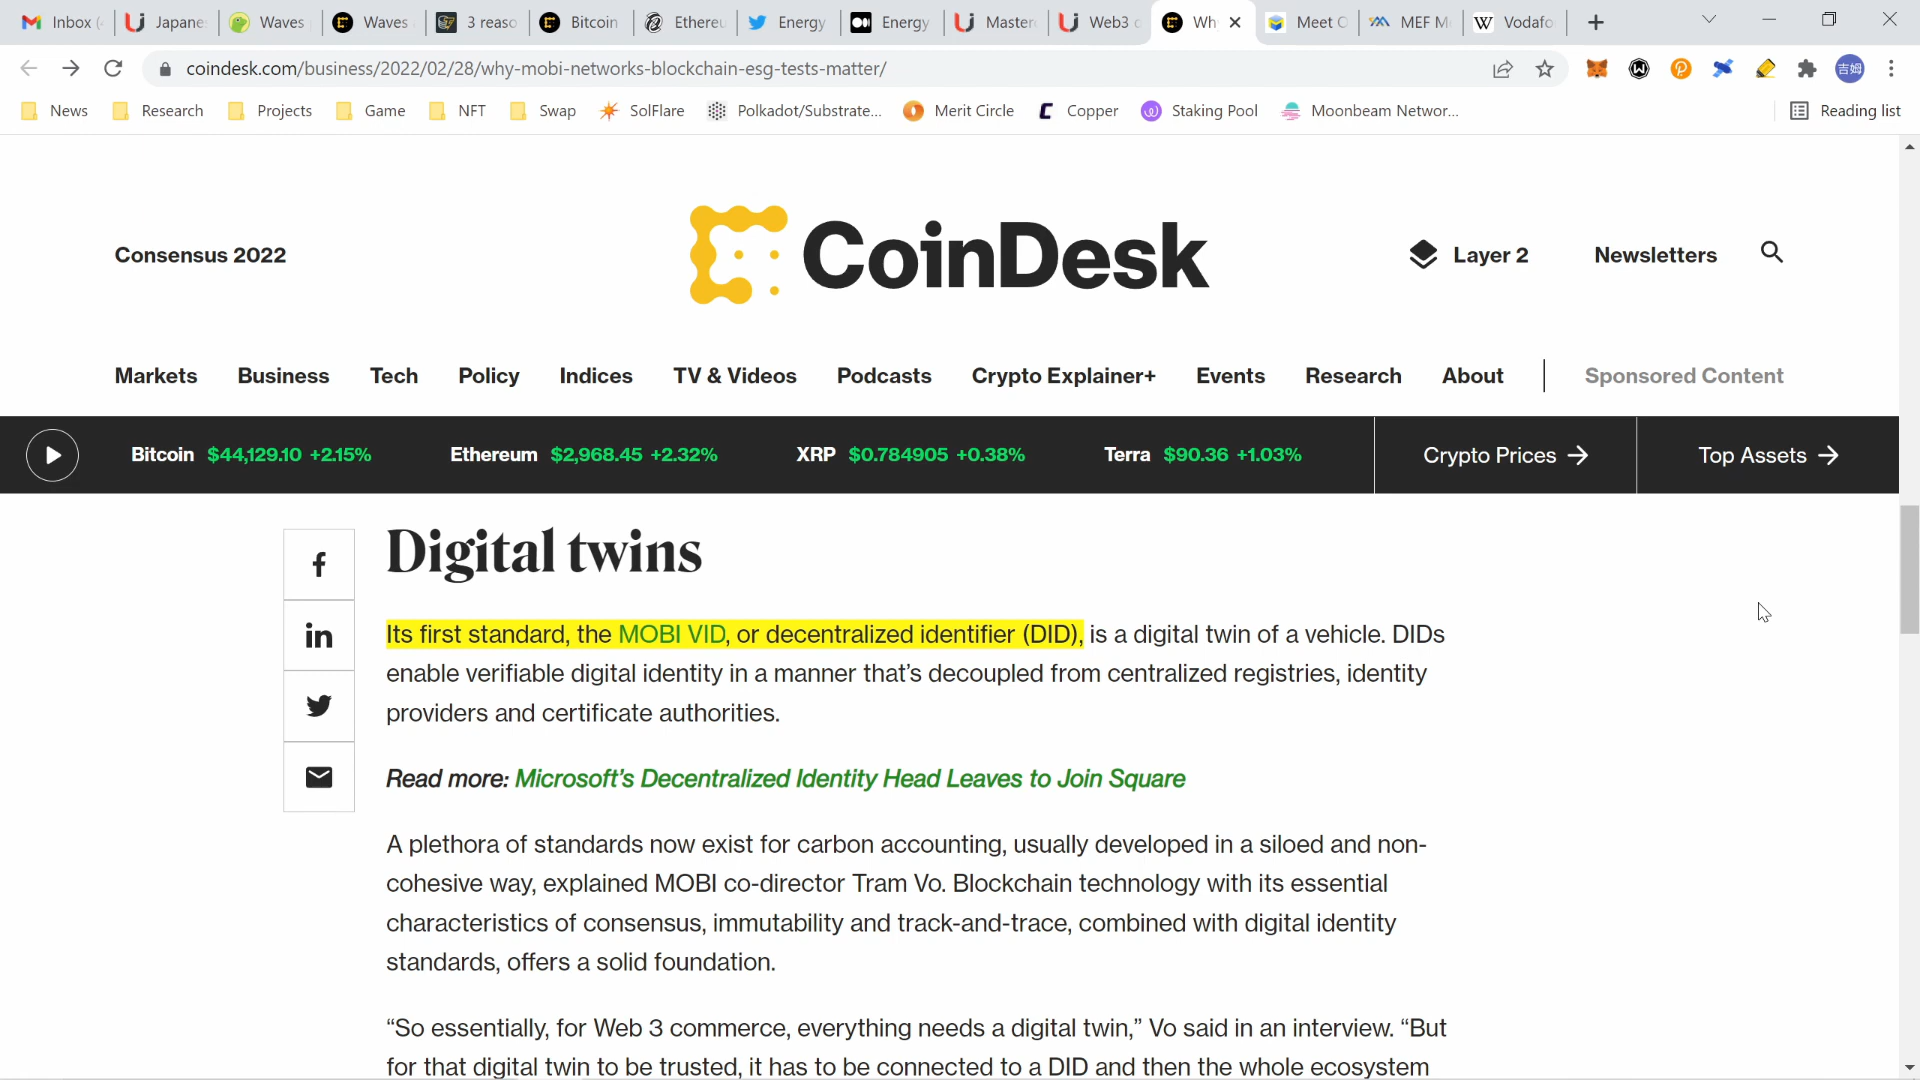 Inbox (
Japane
Waves
Waves
3 reaso
Bitcoin
Ethereu
Energy
Energy
Master
Web3 c
Wh
Meet C
MEF M
Vodafo
coindesk.com/business/2022/02/28/why-mobi-networks-blockchain-esg-tests-matter/
吉姆
News Research Projects Game NFT Swap SolFlare Polkadot/Substrate... Merit Circle Copper Staking Pool Moonbeam Networ... Reading list
Consensus 2022
CoinDesk
Layer 2
Newsletters
Markets Business Tech Policy Indices TV & Videos Podcasts Crypto Explainer+ Events Research About Sponsored Content
Bitcoin $44,129.10 +2.15% Ethereum $2,968.45 +2.32% XRP $0.784905 +0.38% Terra $90.36 +1.03% Crypto Prices → Top Assets →
Digital twins
Its first standard, the MOBI VID, or decentralized identifier (DID), is a digital twin of a vehicle. DIDs
enable verifiable digital identity in a manner that’s decoupled from centralized registries, identity
providers and certificate authorities.
Read more: Microsoft’s Decentralized Identity Head Leaves to Join Square
A plethora of standards now exist for carbon accounting, usually developed in a siloed and non-
cohesive way, explained MOBI co-director Tram Vo. Blockchain technology with its essential
characteristics of consensus, immutability and track-and-trace, combined with digital identity
standards, offers a solid foundation.
“So essentially, for Web 3 commerce, everything needs a digital twin,” Vo said in an interview. “But
for that digital twin to be trusted, it has to be connected to a DID and then the whole ecosystem